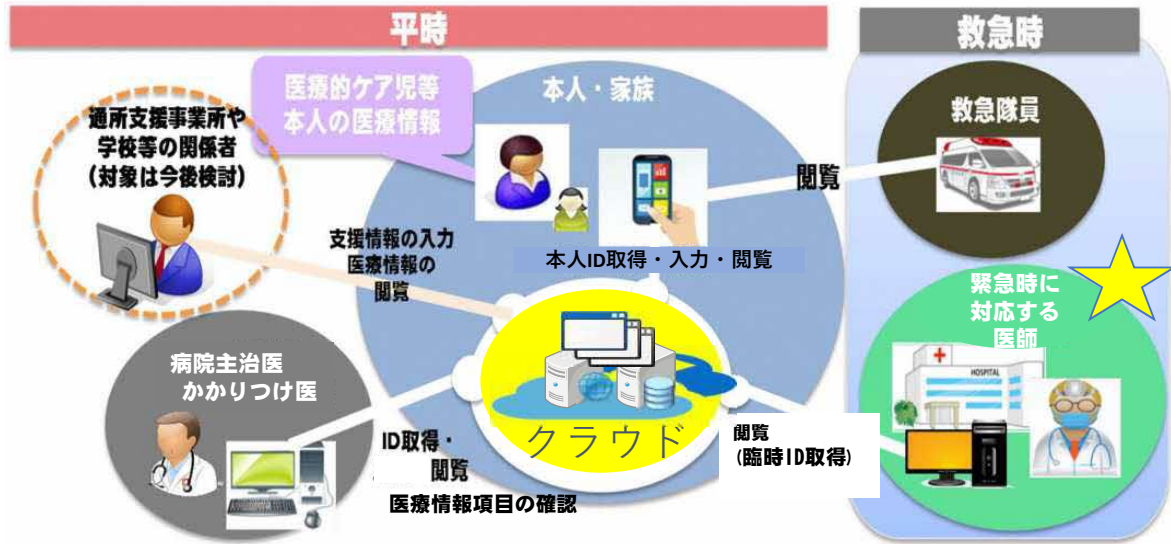 平時
救急時
医療的ケア児等
本人の医療情報
本人・家族
救急隊員
通所支援事業所や
学校等の関係者
(対象は今後検討)
閲覧
支援情報の入力
医療情報の
閲覧
本人ID取得・入力・閲覧
緊急時に
対応する
医師
HOSPITAL
病院主治医
かかりつけ医
クラウド
ID取得・
閲覧
医療情報項目の確認
閲覧
(臨時ID取得)